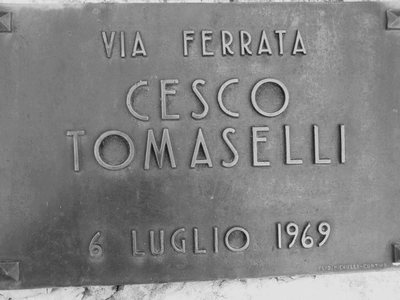 VIA FERRATA
CESCO
TOMASELLI
6 LUGLIO 1969